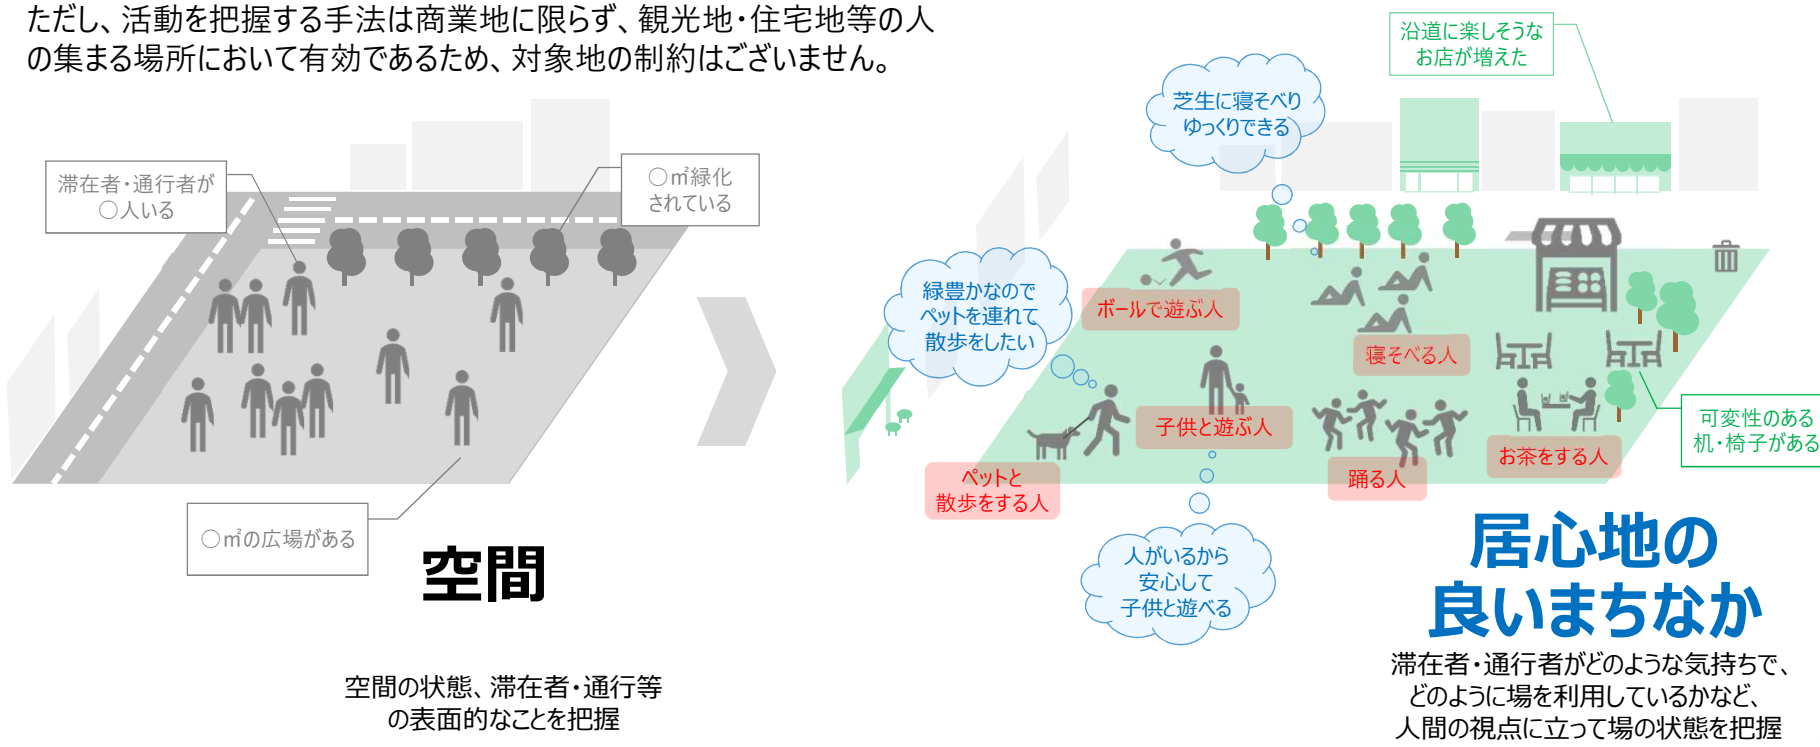 ただし、活動を把握する手法は商業地に限らず、観光地・住宅地等の人
の集まる場所において有効であるため、対象地の制約はございません。
滞在者・通行者が
○人いる
○㎡緑化
されている
○㎡の広場がある
空間
空間の状態、滞在者・通行等
の表面的なことを把握
沿道に楽しそうな
お店が増えた
芝生に寝そべり
ゆっくりできる
緑豊かなので
ペットを連れて
散歩をしたい
ボールで遊ぶ人
寝そべる人
子供と遊ぶ人
ペットと
散歩をする人
踊る人
お茶をする人
可変性のある
机・椅子がある
人がいるから
安心して
子供と遊べる
居心地の
良いまちなか
滞在者・通行者がどのような気持ちで、
どのように場を利用しているかなど、
人間の視点に立って場の状態を把握